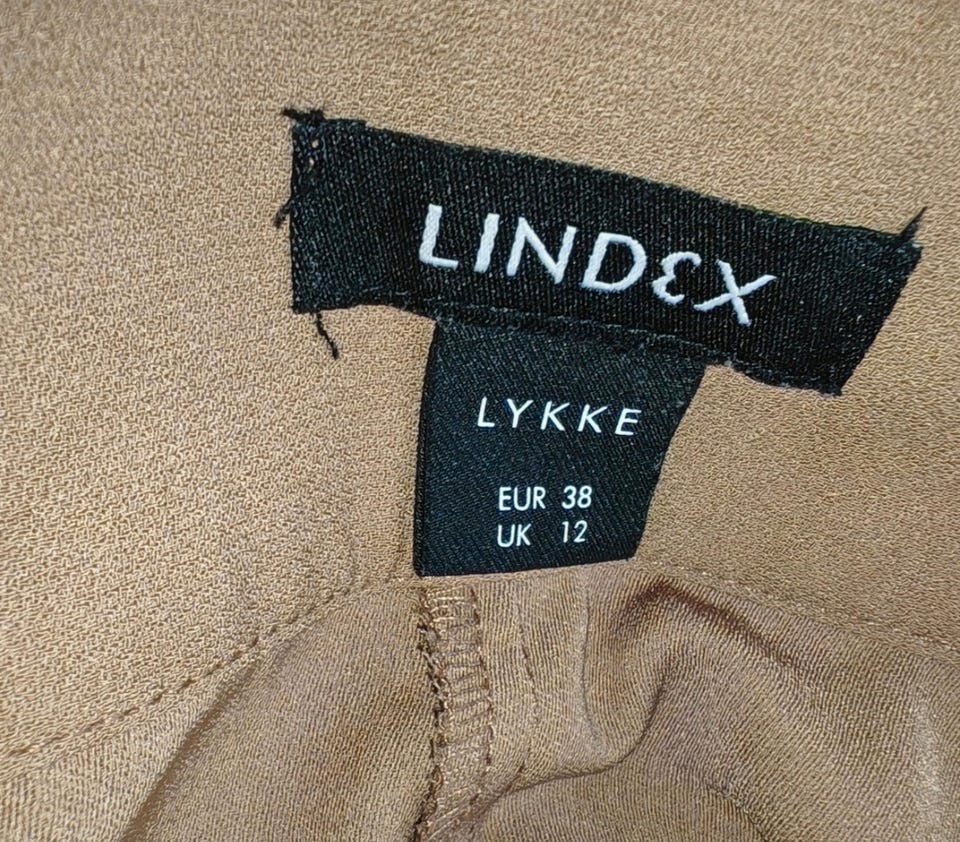 LINDEX
LYKKE
EUR 38
UK 12